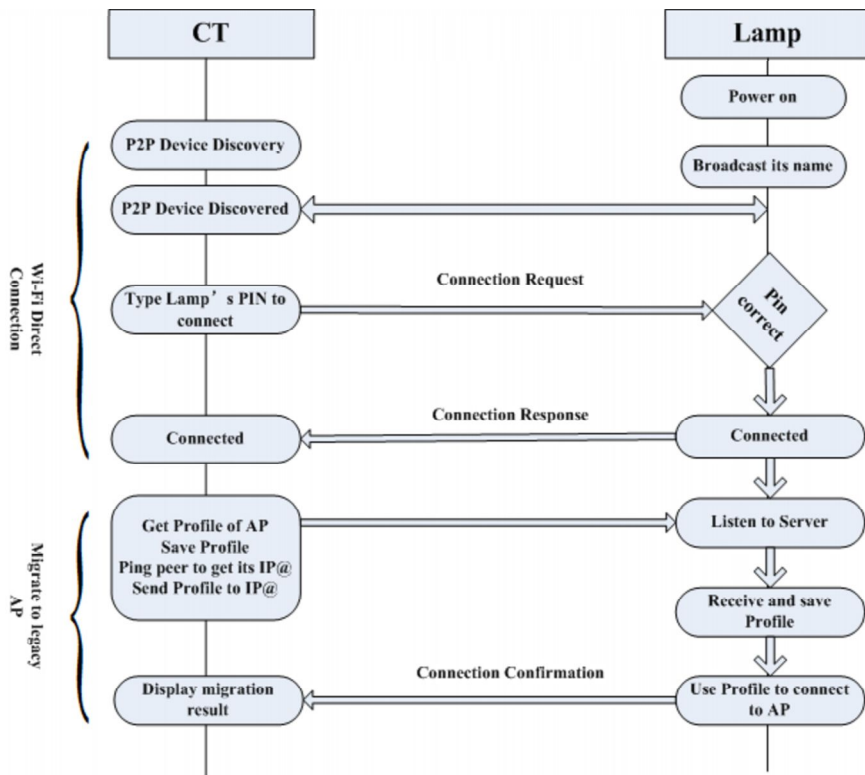 CT
Lamp
Power on
P2P Device Discovery
Broadcast its name
P2P Device Discovered
Wi-Fi Direct
Connection
Connection Request
Type Lamp’s PIN to
connect
Pin
correct
Connection Response
Connected
Connected
Migrate to legacy
AP
Get Profile of AP
Save Profile
Ping peer to get its IP@
Send Profile to IP@
Listen to Server
Receive and save
Profile
Connection Confirmation
Display migration
result
Use Profile to connect
to AP